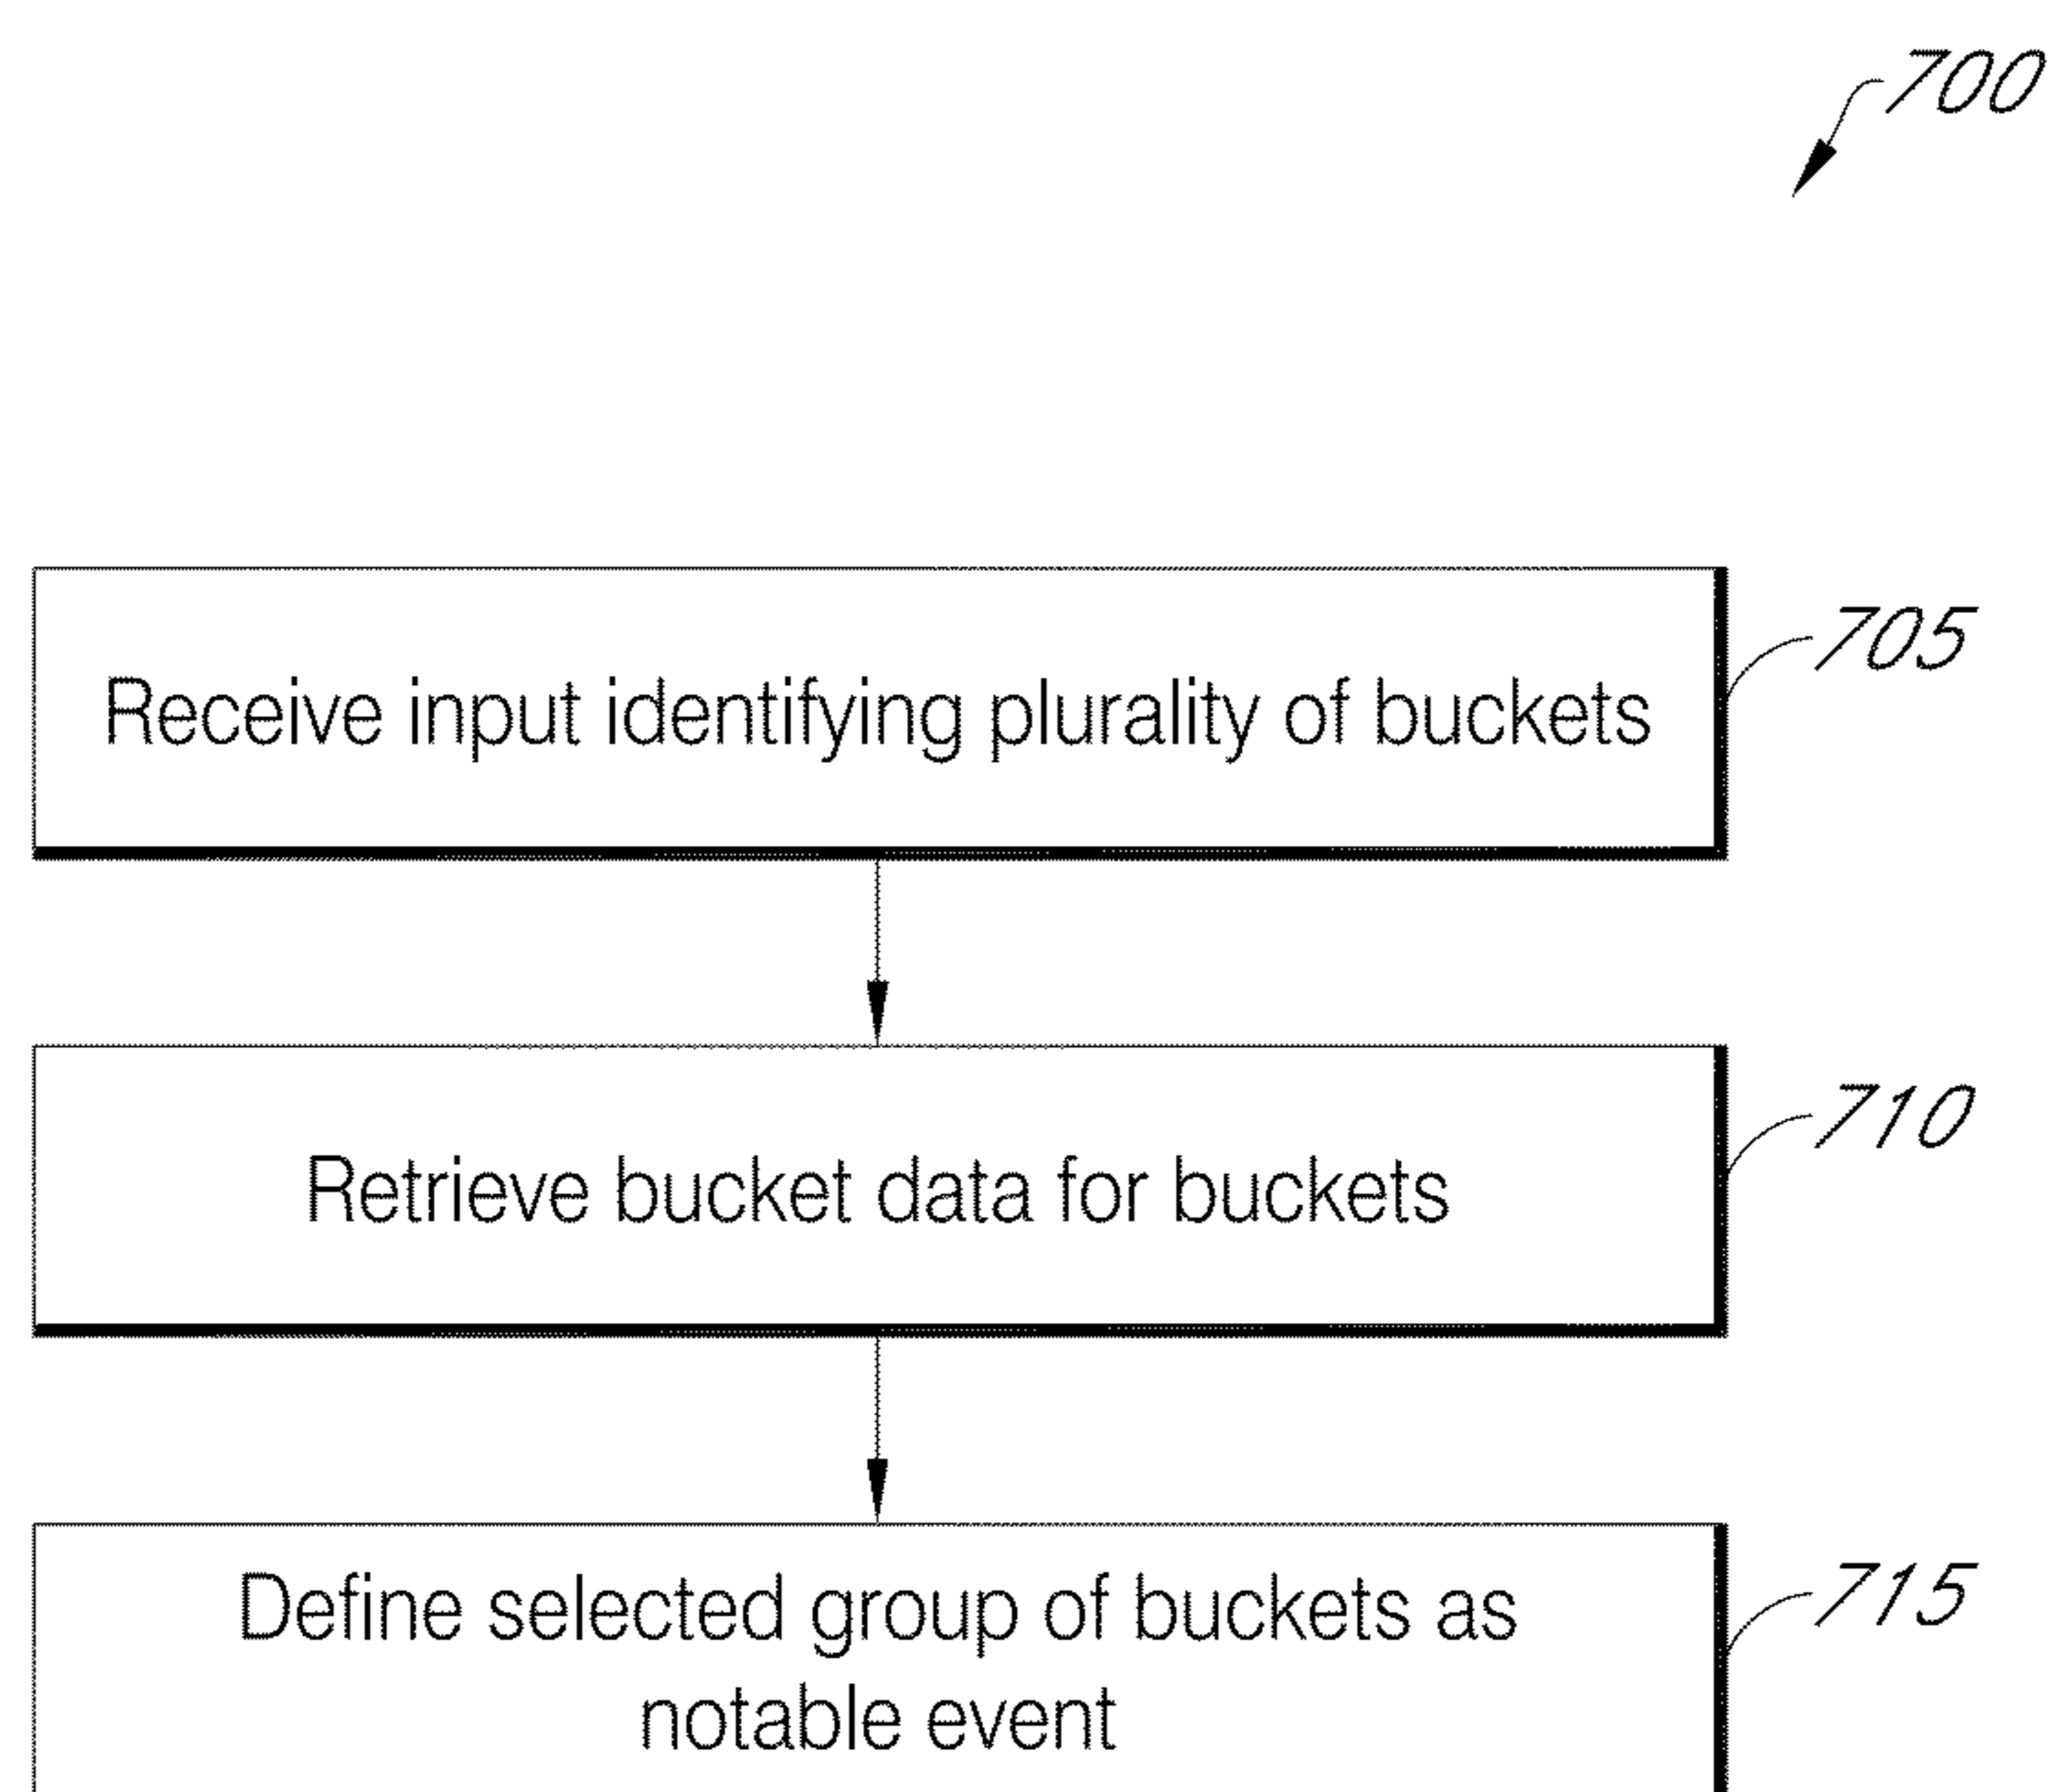 700
705
Receive input identifying plurality of buckets
710
Retrieve bucket data for buckets
715
Define selected group of buckets as
notable event